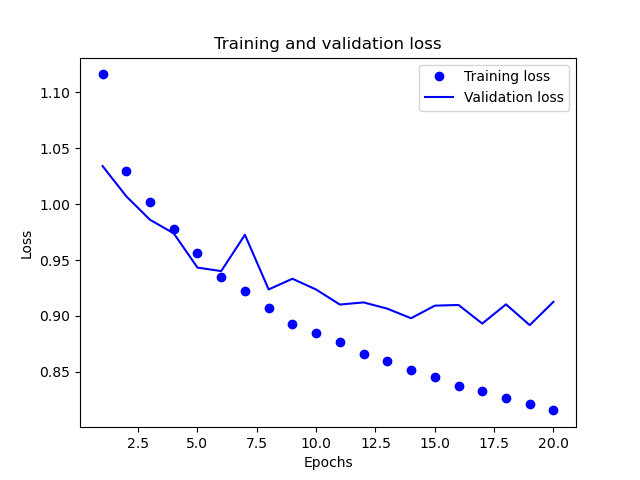 Training and validation loss
Training loss
Validation loss
1.10
1.05
1.00
0.95
0.90
0.85
Loss
2.5 5.0 7.5 10.0 12.5 15.0 17.5 20.0
Epochs